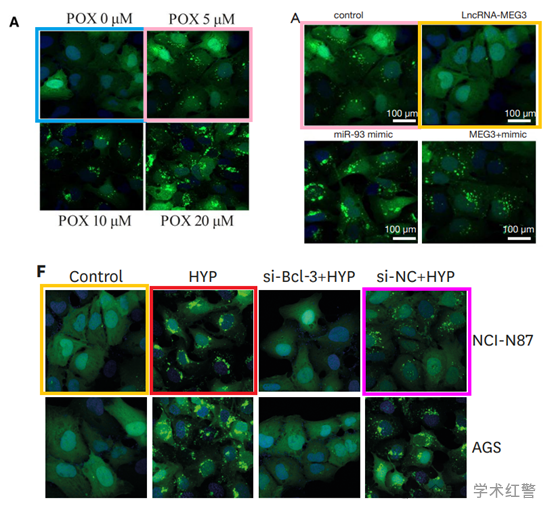 A
POX 0 μM
POX 5 μM
POX 10 μM
POX 20 μM
A
control
LncRNA-MEG3
100 μm
100 μm
miR-93 mimic
MEG3+mimic
100 μm
100 μm
F
Control
HYP
si-Bcl-3+HYP
si-NC+HYP
NCI-N87
AGS
学术红警